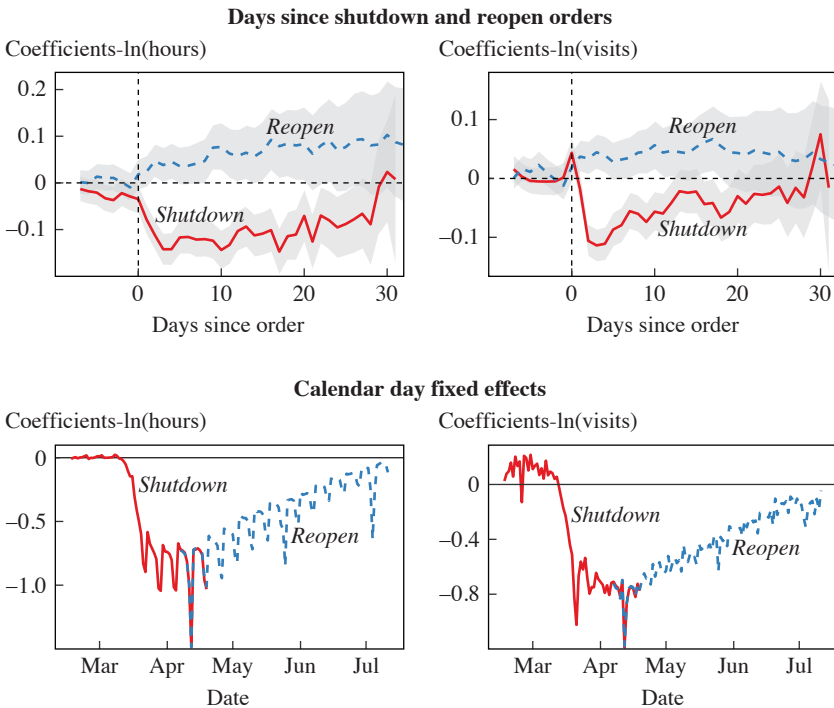 Days since shutdown and reopen orders
Coefficients-ln(hours)
0.2
0.1
0
–0.1
Reopen
Shutdown
0
10
20
30
Days since order
Coefficients-ln(visits)
0.1
0
–0.1
Reopen
Shutdown
0
10
20
30
Days since order
Calendar day fixed effects
Coefficients-ln(hours)
0
–0.5
–1.0
Shutdown
Reopen
Mar
Apr
May
Jun
Jul
Date
Coefficients-ln(visits)
0
–0.4
–0.8
Shutdown
Reopen
Mar
Apr
May
Jun
Jul
Date